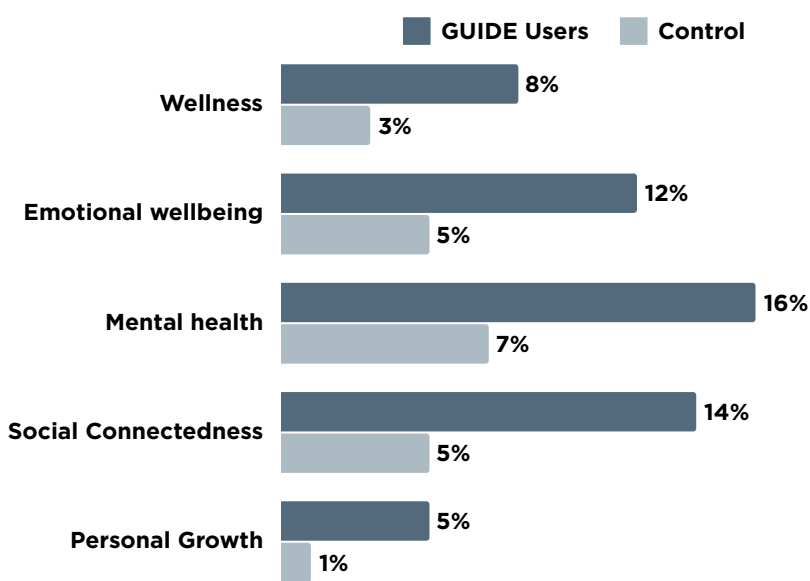 GUIDE Users Control
Wellness
8%
3%
Emotional wellbeing
12%
5%
Mental health
16%
7%
Social Connectedness
14%
5%
Personal Growth
5%
1%